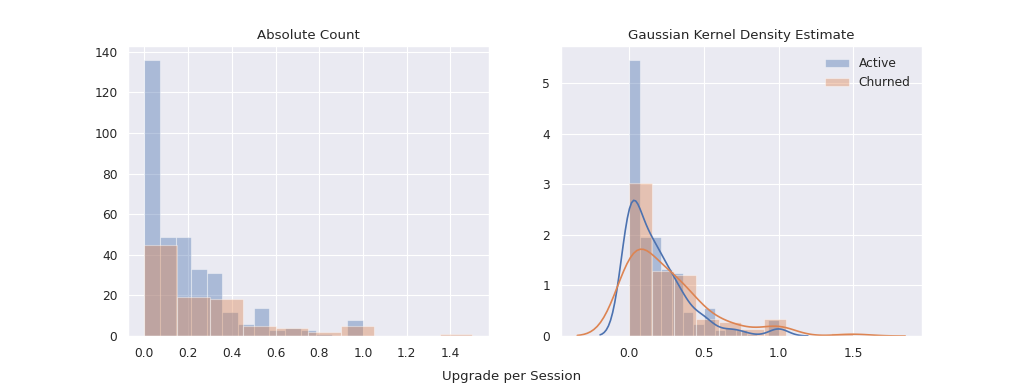 Absolute Count
140
120
100
80
60
40
20
0
0.0 0.2 0.4 0.6 0.8 1.0 1.2 1.4
Gaussian Kernel Density Estimate
Active
Churned
5
4
3
2
1
0
0.0 0.5 1.0 1.5
Upgrade per Session